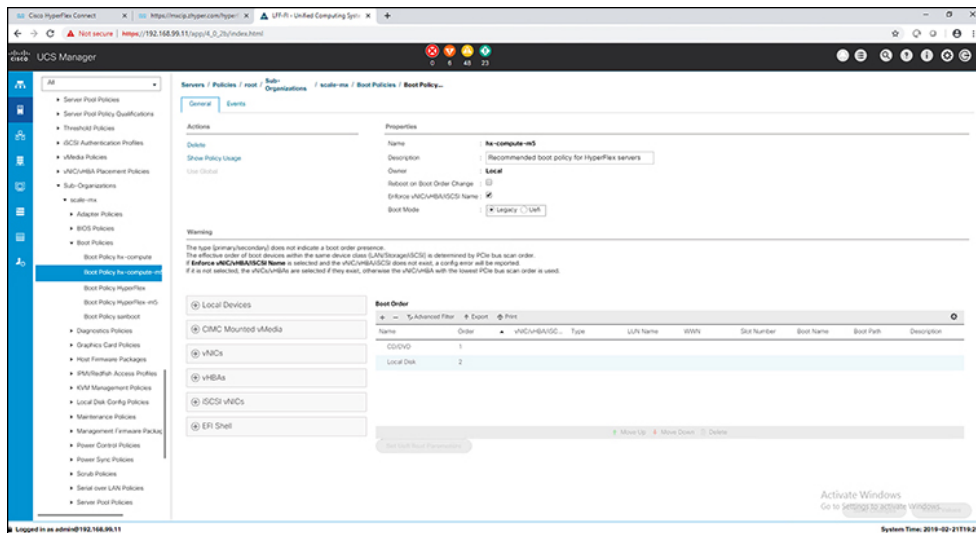 Cisco HyperFlex Connect
UFF-FI - Unified Computing Syste
Not secure | https://192.168.99.11/app/4_0_2b/index.html
cisco UCS Manager
0 6 48 23
All
Server Pool Policies
Server Pool Policy Qualifications
Threshold Policies
iSCSI Authentication Profiles
vMedia Policies
vNIC/vHBA Placement Policies
Sub-Organizations
scale-mx
Adapter Policies
BIOS Policies
Boot Policies
Boot Policy hx-compute
Boot Policy hx-compute-m5
Boot Policy HyperFlex
Boot Policy HyperFlex-m5
Boot Policy sanboot
Diagnostics Policies
Graphics Card Policies
Host Firmware Packages
IPMI/Redfish Access Profiles
KVM Management Policies
Local Disk Config Policies
Maintenance Policies
Management Firmware Packag
Power Control Policies
Power Sync Policies
Scrub Policies
Serial over LAN Policies
Server Pool Policies
Servers / Policies / root / Sub-Organizations / scale-mx / Boot Policies / Boot Policy...
General Events
Actions
Delete
Show Policy Usage
Use Global
Properties
Name : hx-compute-m5
Description : Recommended boot policy for HyperFlex servers
Owner : Local
Reboot on Boot Order Change :
Enforce vNIC/vHBA/iSCSI Name :
Boot Mode : Legacy Uefi
Warning
The type (primary/secondary) does not indicate a boot order presence.
The effective order of boot devices within the same device class (LAN/Storage/iSCSI) is determined by PCIe bus scan order.
If Enforce vNIC/vHBA/iSCSI Name is selected and the vNIC/vHBA/iSCSI does not exist, a config error will be reported.
If it is not selected, the vNICs/vHBAs are selected if they exist, otherwise the vNIC/vHBA with the lowest PCIe bus scan order is used.
Local Devices
CIMC Mounted vMedia
vNICs
vHBAs
iSCSI vNICs
EFI Shell
Boot Order
+ − Advanced Filter Export Print
Name Order vNIC/vHBA/iSC... Type LUN Name WWN Slot Number Boot Name Boot Path Description
CD/DVD 1
Local Disk 2
Move Up Move Down Delete
Set Uefi Boot Parameters
Activate Windows
Go to Settings to activate Windows.
Logged in as admin@192.168.99.11
System Time: 2019-02-21T19:2